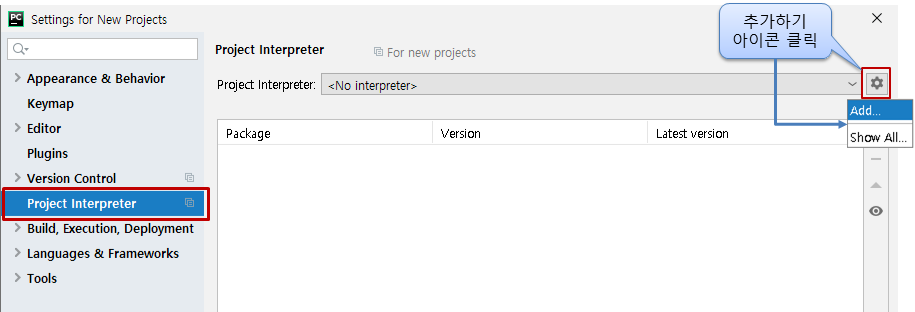 PC
Settings for New Projects
추가하기
아이콘 클릭
Appearance & Behavior
Keymap
Editor
Plugins
Version Control
Project Interpreter
Build, Execution, Deployment
Languages & Frameworks
Tools
Project Interpreter
For new projects
Project Interpreter: <No interpreter>
Add...
Show All...
Package Version Latest version